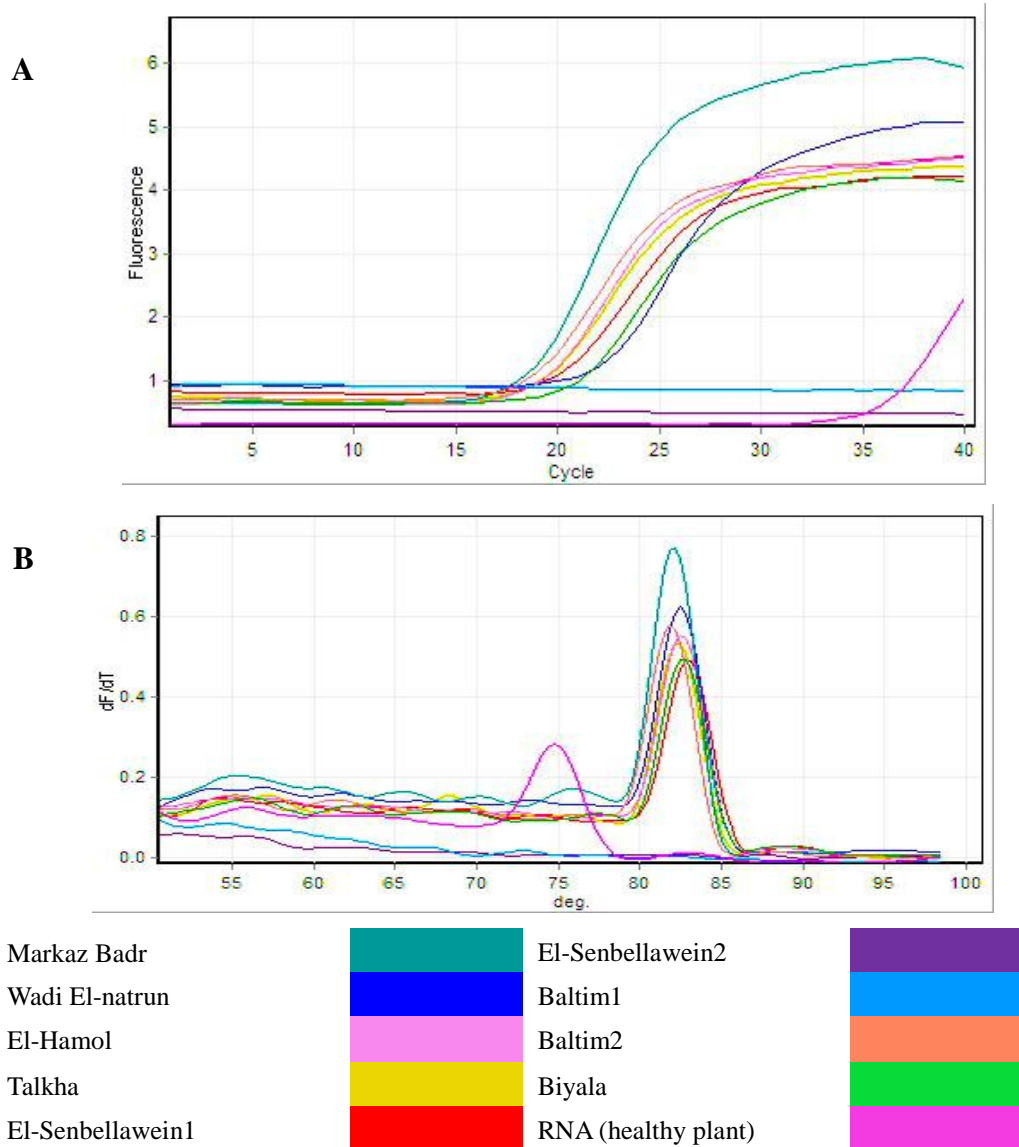 A
Fluorescence
6
5
4
3
2
1
5 10 15 20 25 30 35 40
Cycle
B
dF/dT
0.8
0.6
0.4
0.2
0.0
55 60 65 70 75 80 85 90 95 100
deg.
Markaz Badr El-Senbellawein2
Wadi El-natrun Baltim1
El-Hamol Baltim2
Talkha Biyala
El-Senbellawein1 RNA (healthy plant)